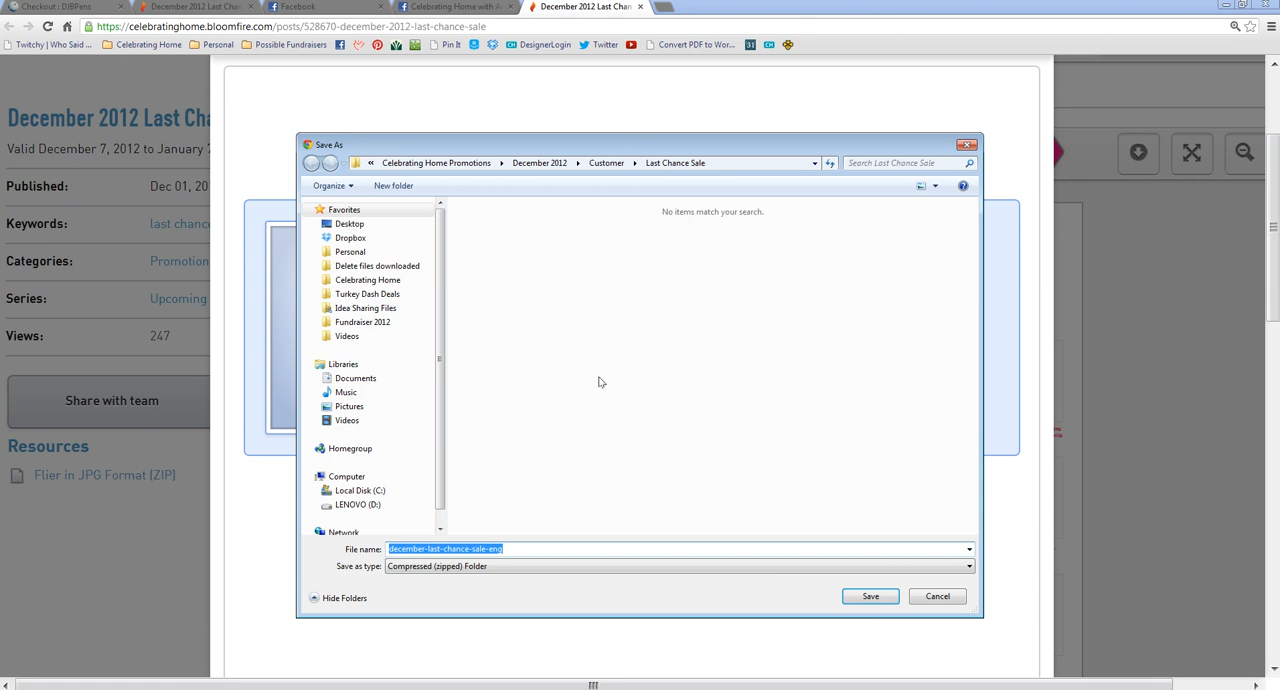 Checkout : DJBPens
December 2012 Last Chan
Facebook
Celebrating Home with A
December 2012 Last Chan
https://celebratinghome.bloomfire.com/posts/528670-december-2012-last-chance-sale
Twitchy | Who Said ...
Celebrating Home
Personal
Possible Fundraisers
Pin It
CH DesignerLogin
Twitter
Convert PDF to Wor...
31
CH
December 2012 Last Cha
Valid December 7, 2012 to January 7
Published: Dec 01, 20
Keywords: last chance
Categories: Promotion
Series: Upcoming
Views: 247
Share with team
Resources
Flier in JPG Format (ZIP)
Save As
« Celebrating Home Promotions December 2012 Customer Last Chance Sale
Search Last Chance Sale
Organize
New folder
Favorites
Desktop
Dropbox
Personal
Delete files downloaded
Celebrating Home
Turkey Dash Deals
Idea Sharing Files
Fundraiser 2012
Videos
Libraries
Documents
Music
Pictures
Videos
Homegroup
Computer
Local Disk (C:)
LENOVO (D:)
Network
No items match your search.
File name: december-last-chance-sale-eng
Save as type: Compressed (zipped) Folder
Hide Folders
Save
Cancel